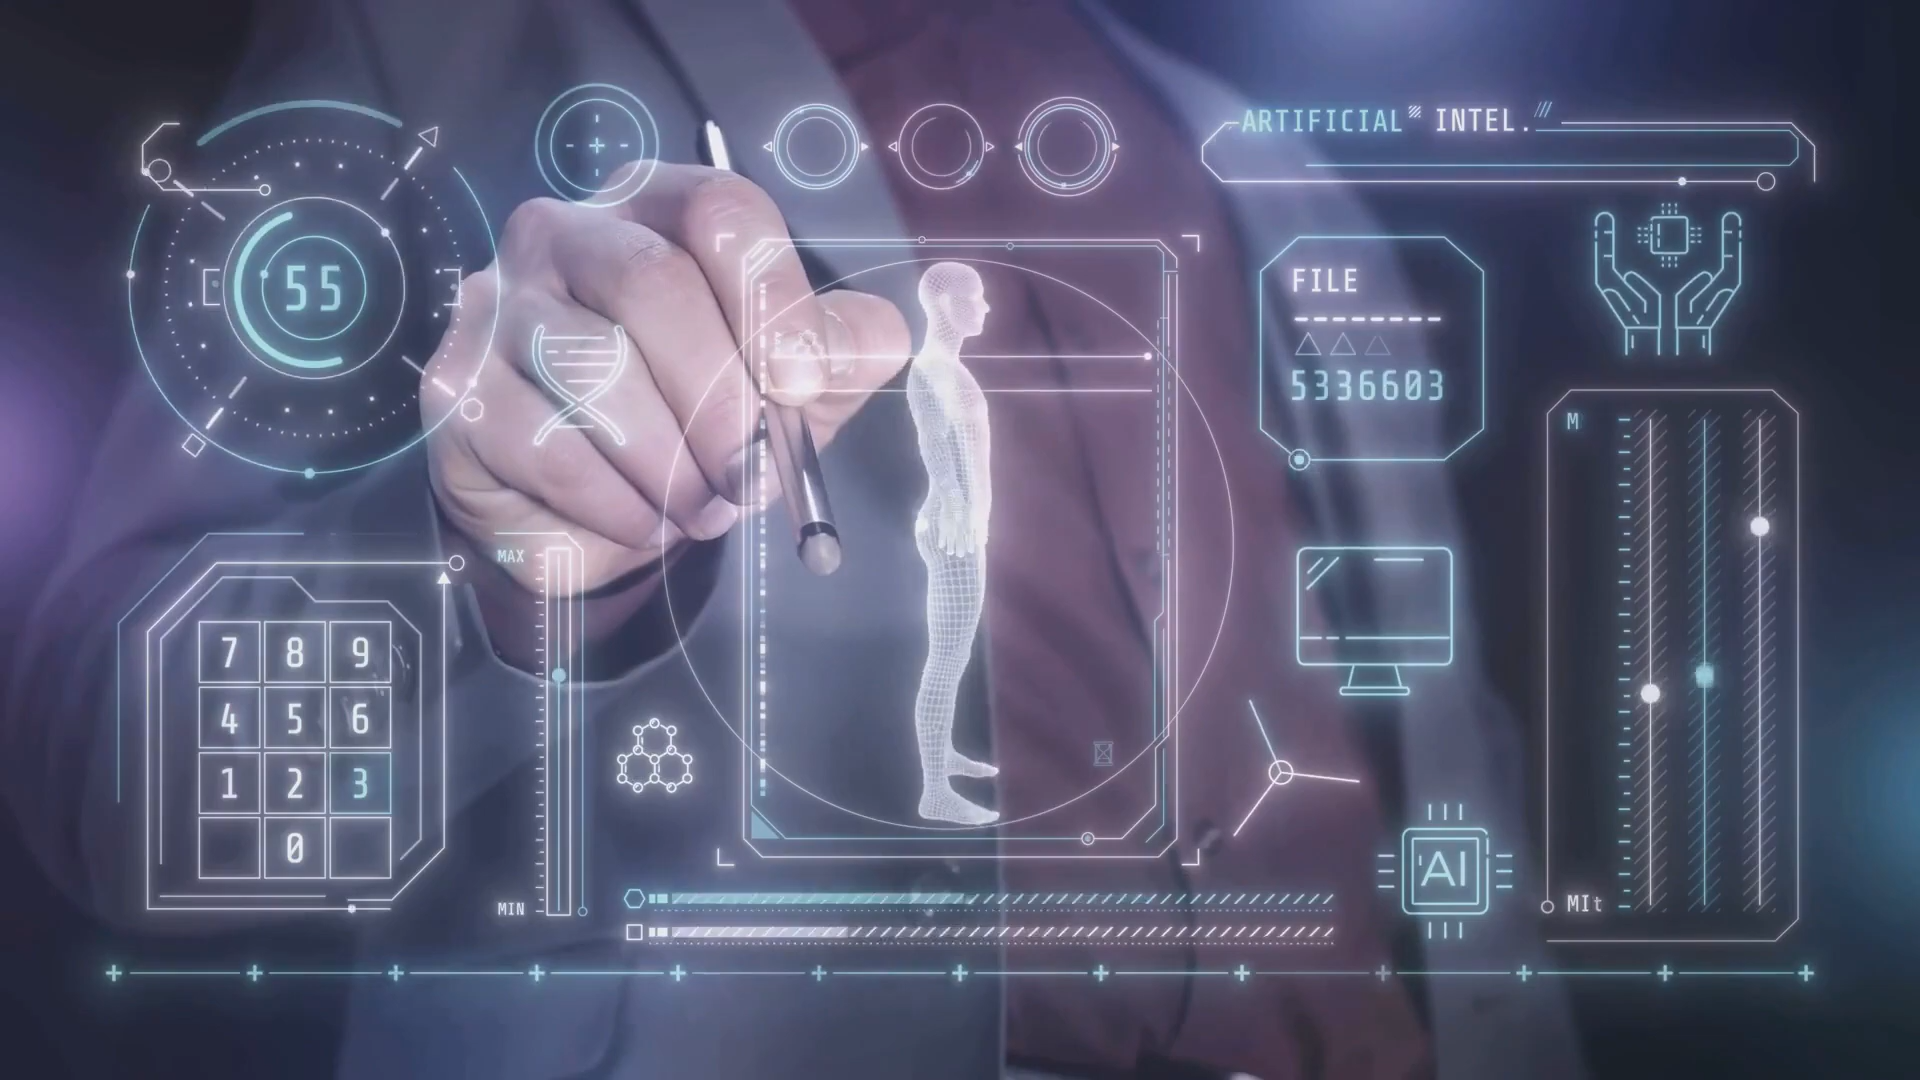 ARTIFICIAL" INTEL.
55
FILE
5336603
M
MAX
7 8 9
4 5 6
1 2 3
0
AI
MIN
MIt